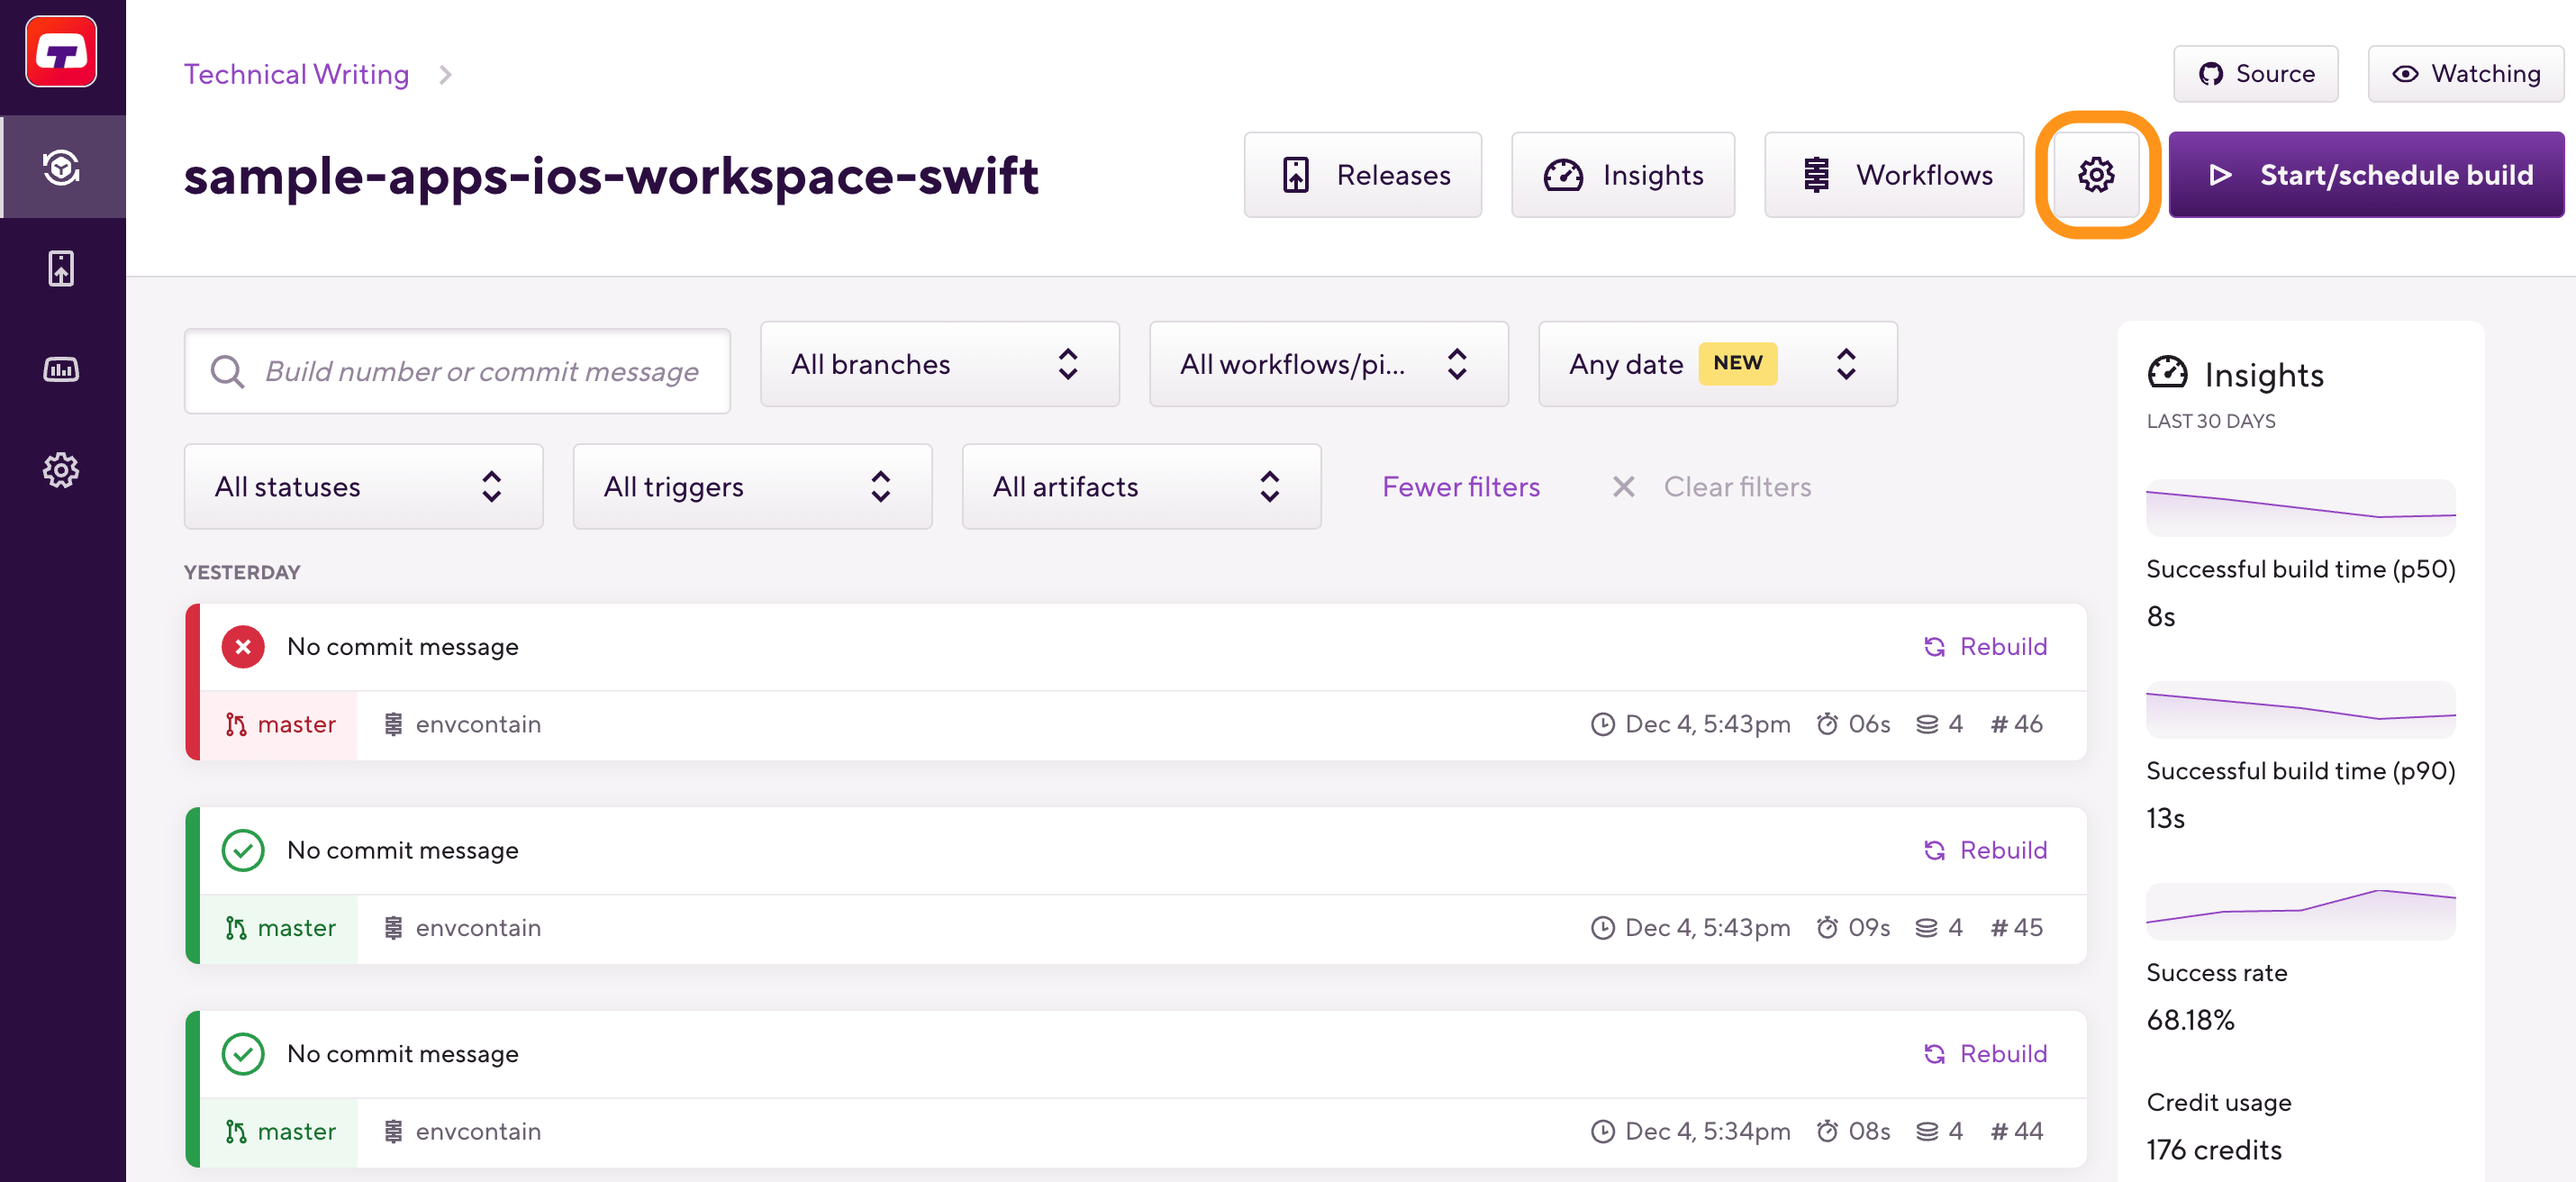 Technical Writing
Source
Watching
sample-apps-ios-workspace-swift
Releases
Insights
Workflows
Start/schedule build
Build number or commit message
All branches
All workflows/pi...
Any date NEW
All statuses
All triggers
All artifacts
Fewer filters
Clear filters
YESTERDAY
No commit message
Rebuild
master
envcontain
Dec 4, 5:43pm
06s
4
#46
No commit message
Rebuild
master
envcontain
Dec 4, 5:43pm
09s
4
#45
No commit message
Rebuild
master
envcontain
Dec 4, 5:34pm
08s
4
#44
Insights
LAST 30 DAYS
Successful build time (p50)
8s
Successful build time (p90)
13s
Success rate
68.18%
Credit usage
176 credits